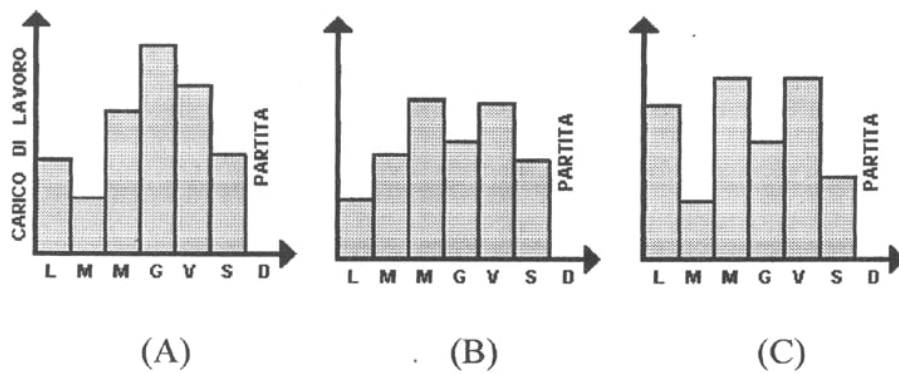 CARICO DI LAVORO
PARTITA
L M M G V S D
PARTITA
L M M G V S D
PARTITA
L M M G V S D
(A) (B) (C)